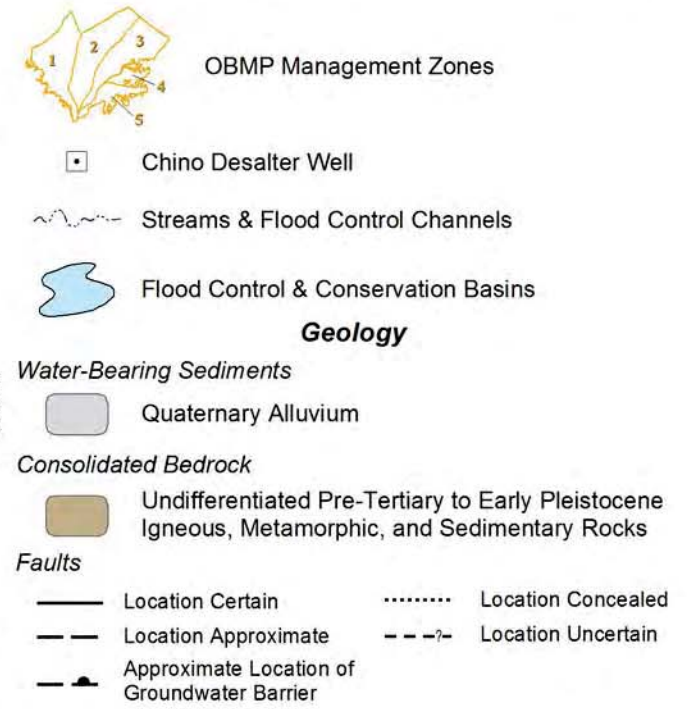 1
2
3
4
5
OBMP Management Zones
Chino Desalter Well
Streams & Flood Control Channels
Flood Control & Conservation Basins
Geology
Water-Bearing Sediments
Quaternary Alluvium
Consolidated Bedrock
Undifferentiated Pre-Tertiary to Early Pleistocene
Igneous, Metamorphic, and Sedimentary Rocks
Faults
Location Certain
Location Concealed
Location Approximate
?
Location Uncertain
Approximate Location of
Groundwater Barrier